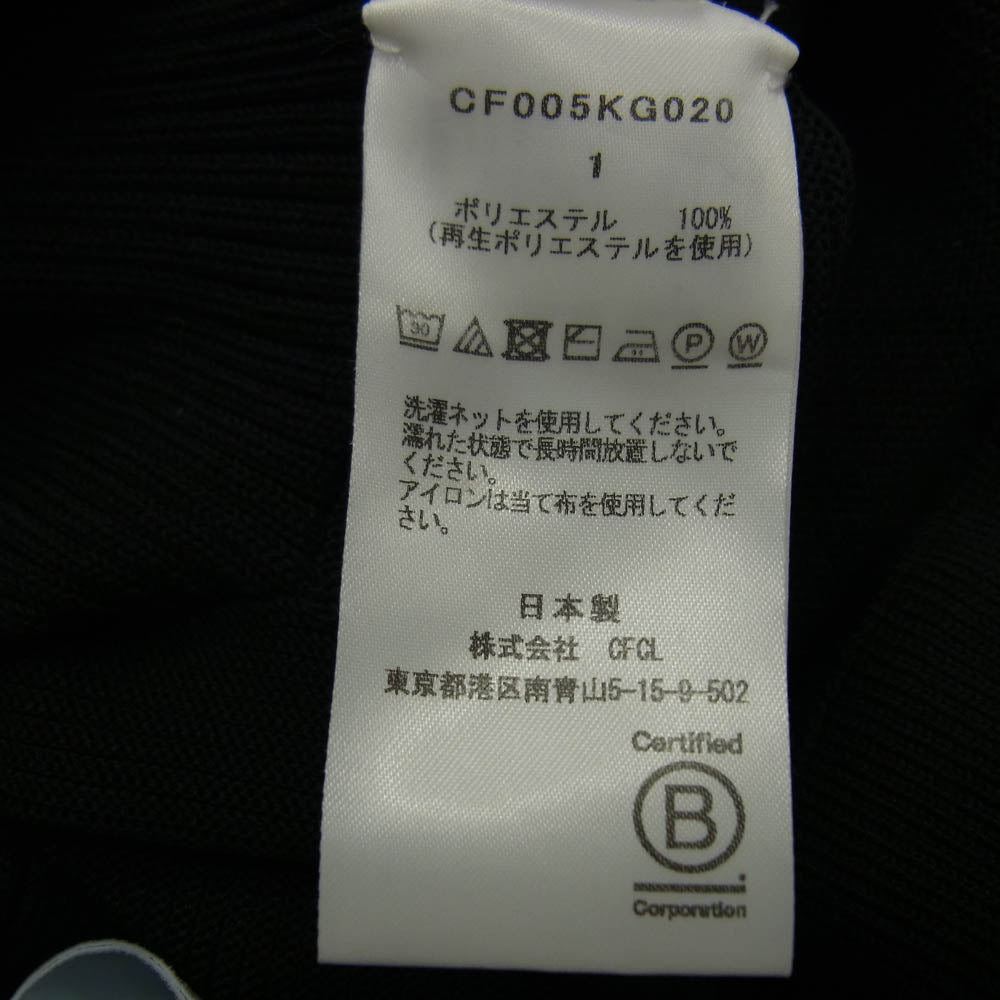 CF005KG020
1
ポリエステル 100%
(再生ポリエステルを使用)
30 P W
洗濯ネットを使用してください。
濡れた状態で長時間放置しないで
ください。
アイロンは当て布を使用してくだ
さい。
日本製
株式会社 CFCL
東京都港区南青山5-15-9-502
Certified
B
Corporation